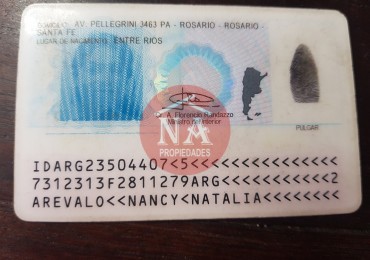 DOMICILIO: AV. PELLEGRINI 3463 PA - ROSARIO - ROSARIO -
SANTA FE
LUGAR DE NACIMIENTO: ENTRE RIOS
A. Florencio Randazzo
Ministro del Interior
PULGAR
NA
PROPIEDADES
IDARG23504407<5<<<<<<<<<<<<<<<
7312313F2811279ARG<<<<<<<<<<<2
AREVALO<<NANCY<NATALIA<<<<<<<<